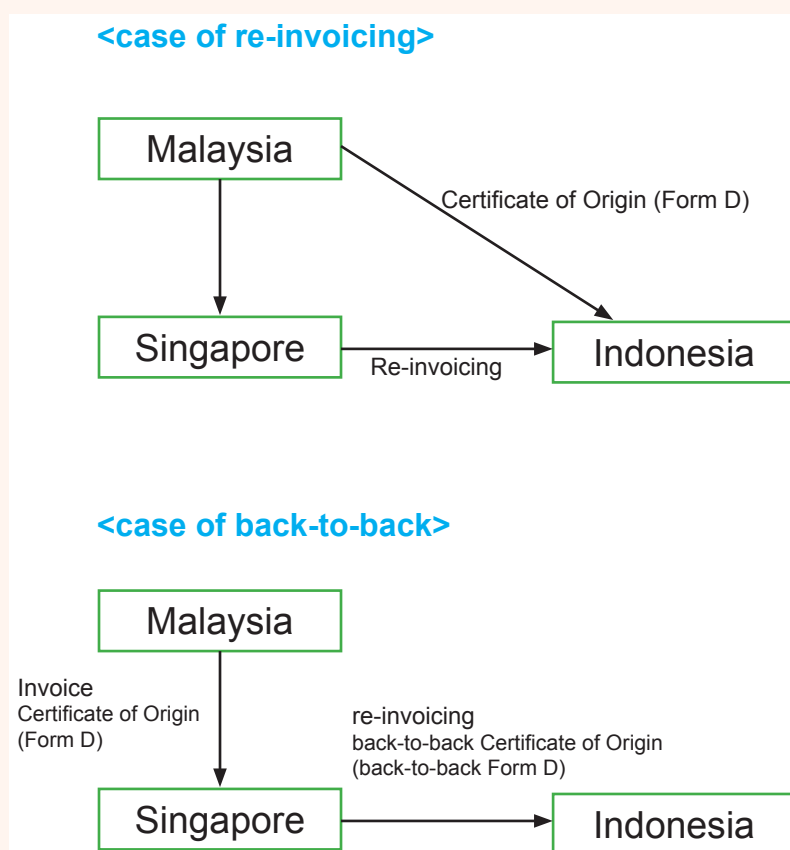 <case of re-invoicing>
Malaysia
Certificate of Origin (Form D)
Singapore
Re-invoicing
Indonesia
<case of back-to-back>
Malaysia
Invoice
Certificate of Origin
(Form D)
re-invoicing
back-to-back Certificate of Origin
(back-to-back Form D)
Singapore
Indonesia